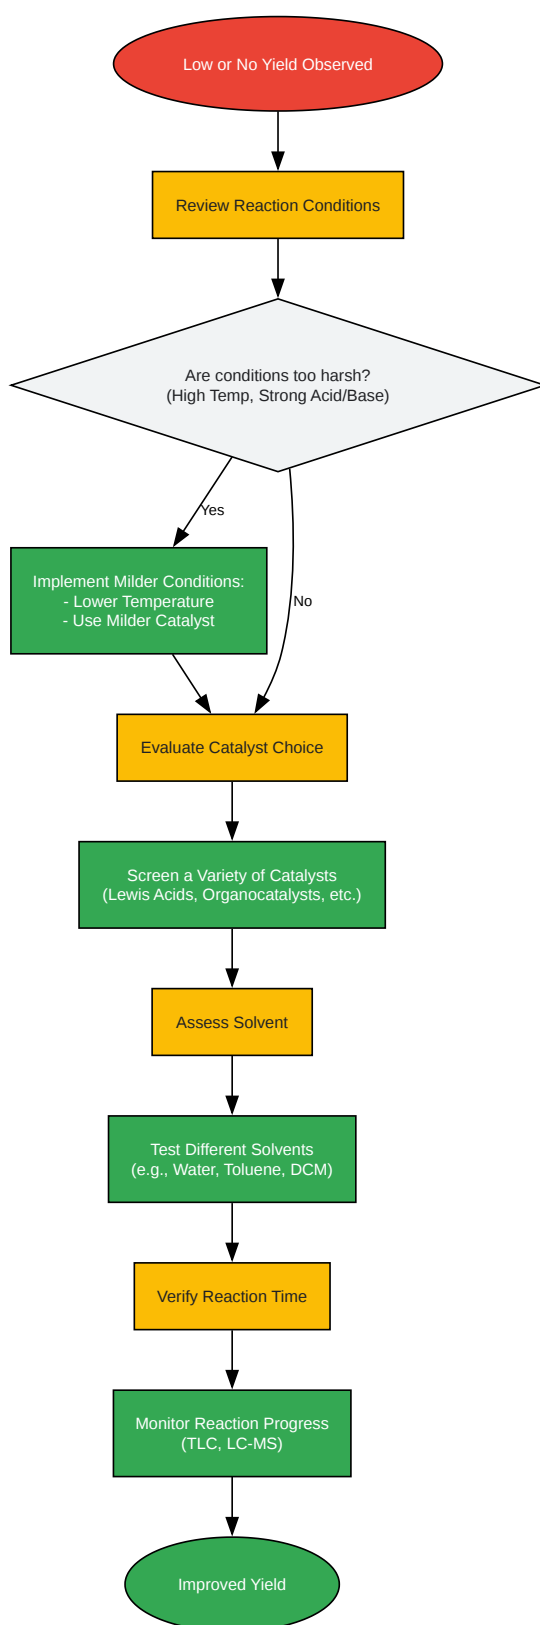 Low or No Yield Observed
Review Reaction Conditions
Are conditions too harsh?
(High Temp, Strong Acid/Base)
Yes
Implement Milder Conditions:
- Lower Temperature
- Use Milder Catalyst
No
Evaluate Catalyst Choice
Screen a Variety of Catalysts
(Lewis Acids, Organocatalysts, etc.)
Assess Solvent
Test Different Solvents
(e.g., Water, Toluene, DCM)
Verify Reaction Time
Monitor Reaction Progress
(TLC, LC-MS)
Improved Yield